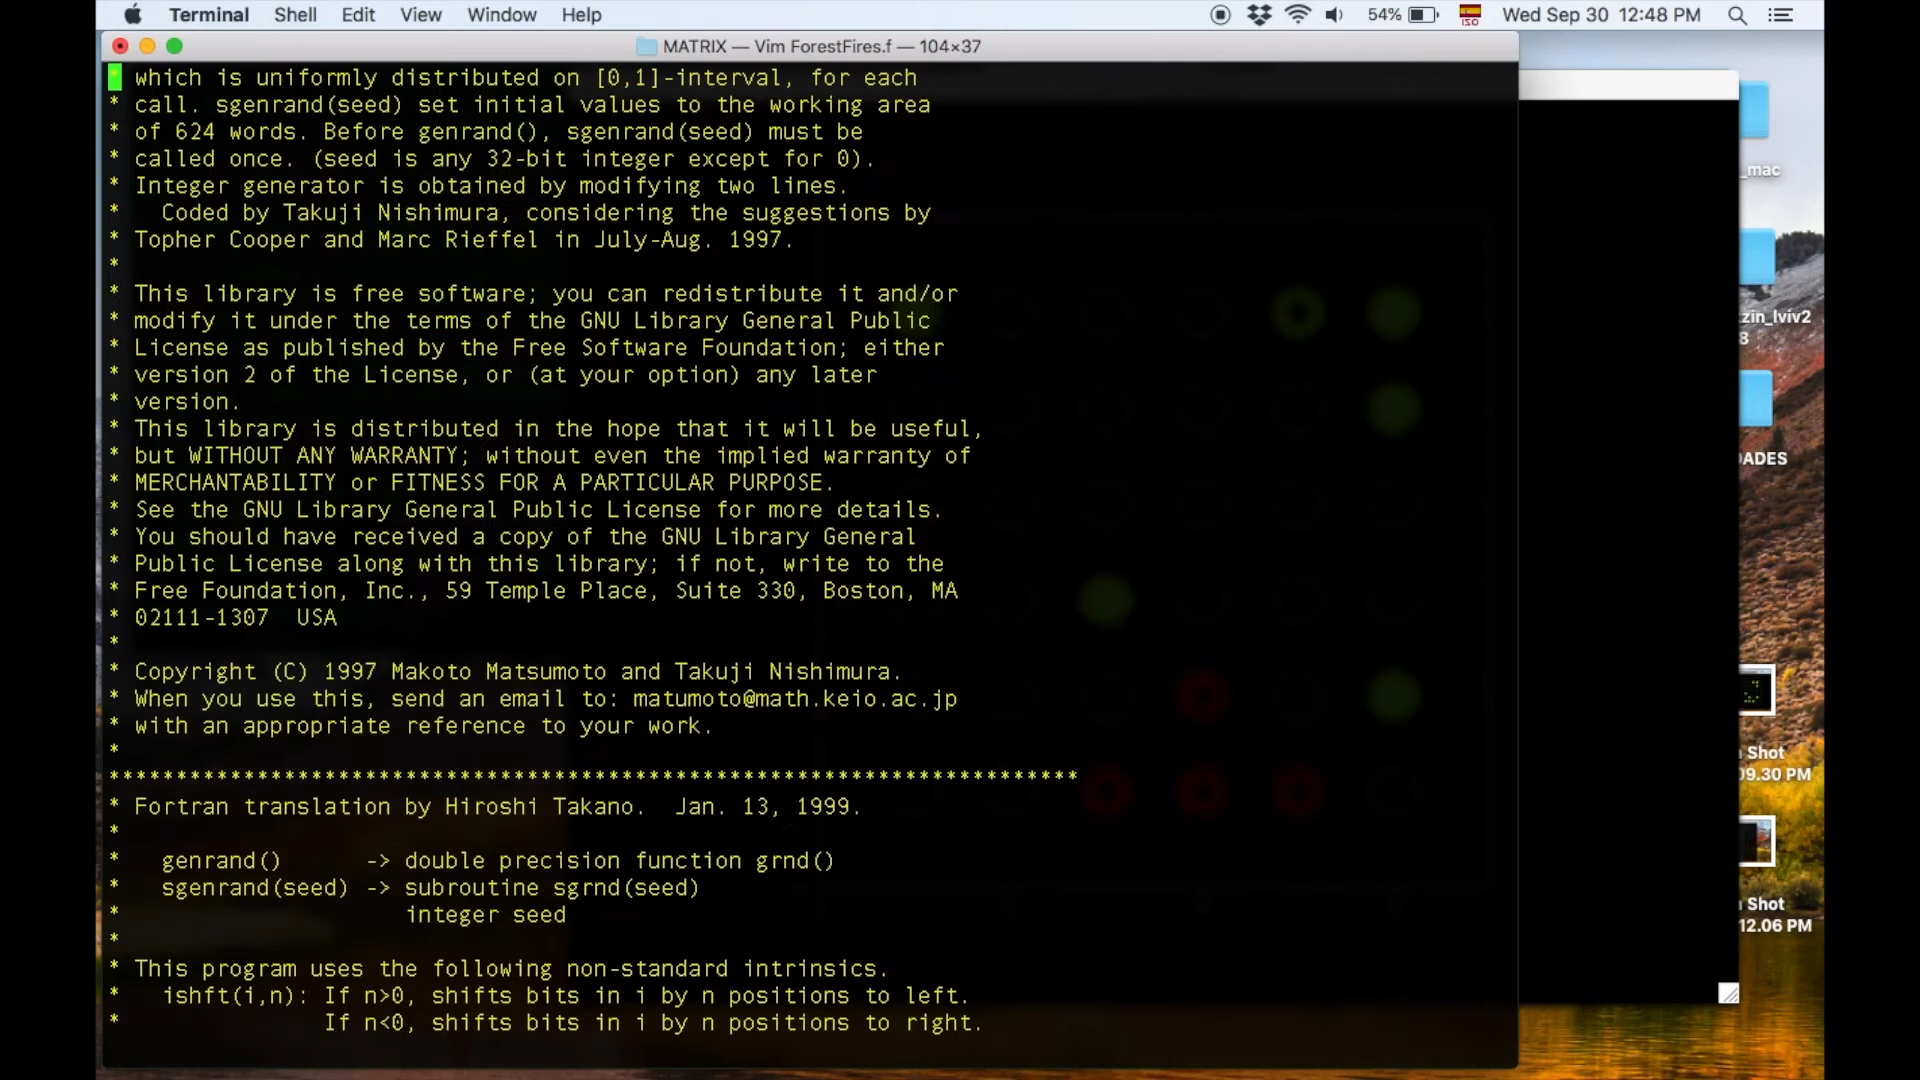 Terminal Shell Edit View Window Help 54% ISO Wed Sep 30 12:48 PM
MATRIX — Vim ForestFires.f — 104×37
which is uniformly distributed on [0,1]-interval, for each
* call. sgenrand(seed) set initial values to the working area
* of 624 words. Before genrand(), sgenrand(seed) must be
* called once. (seed is any 32-bit integer except for 0).
* Integer generator is obtained by modifying two lines.
* Coded by Takuji Nishimura, considering the suggestions by
* Topher Cooper and Marc Rieffel in July-Aug. 1997.
*
* This library is free software; you can redistribute it and/or
* modify it under the terms of the GNU Library General Public
* License as published by the Free Software Foundation; either
* version 2 of the License, or (at your option) any later
* version.
* This library is distributed in the hope that it will be useful,
* but WITHOUT ANY WARRANTY; without even the implied warranty of
* MERCHANTABILITY or FITNESS FOR A PARTICULAR PURPOSE.
* See the GNU Library General Public License for more details.
* You should have received a copy of the GNU Library General
* Public License along with this library; if not, write to the
* Free Foundation, Inc., 59 Temple Place, Suite 330, Boston, MA
* 02111-1307  USA
*
* Copyright (C) 1997 Makoto Matsumoto and Takuji Nishimura.
* When you use this, send an email to: matumoto@math.keio.ac.jp
* with an appropriate reference to your work.
*
************************************************************************
* Fortran translation by Hiroshi Takano.  Jan. 13, 1999.
*
*   genrand()      -> double precision function grnd()
*   sgenrand(seed) -> subroutine sgrnd(seed)
*                     integer seed
*
* This program uses the following non-standard intrinsics.
*   ishft(i,n): If n>0, shifts bits in i by n positions to left.
*               If n<0, shifts bits in i by n positions to right.
_mac
zin_lviv2
8
DADES
Shot
09.30 PM
Shot
12.06 PM